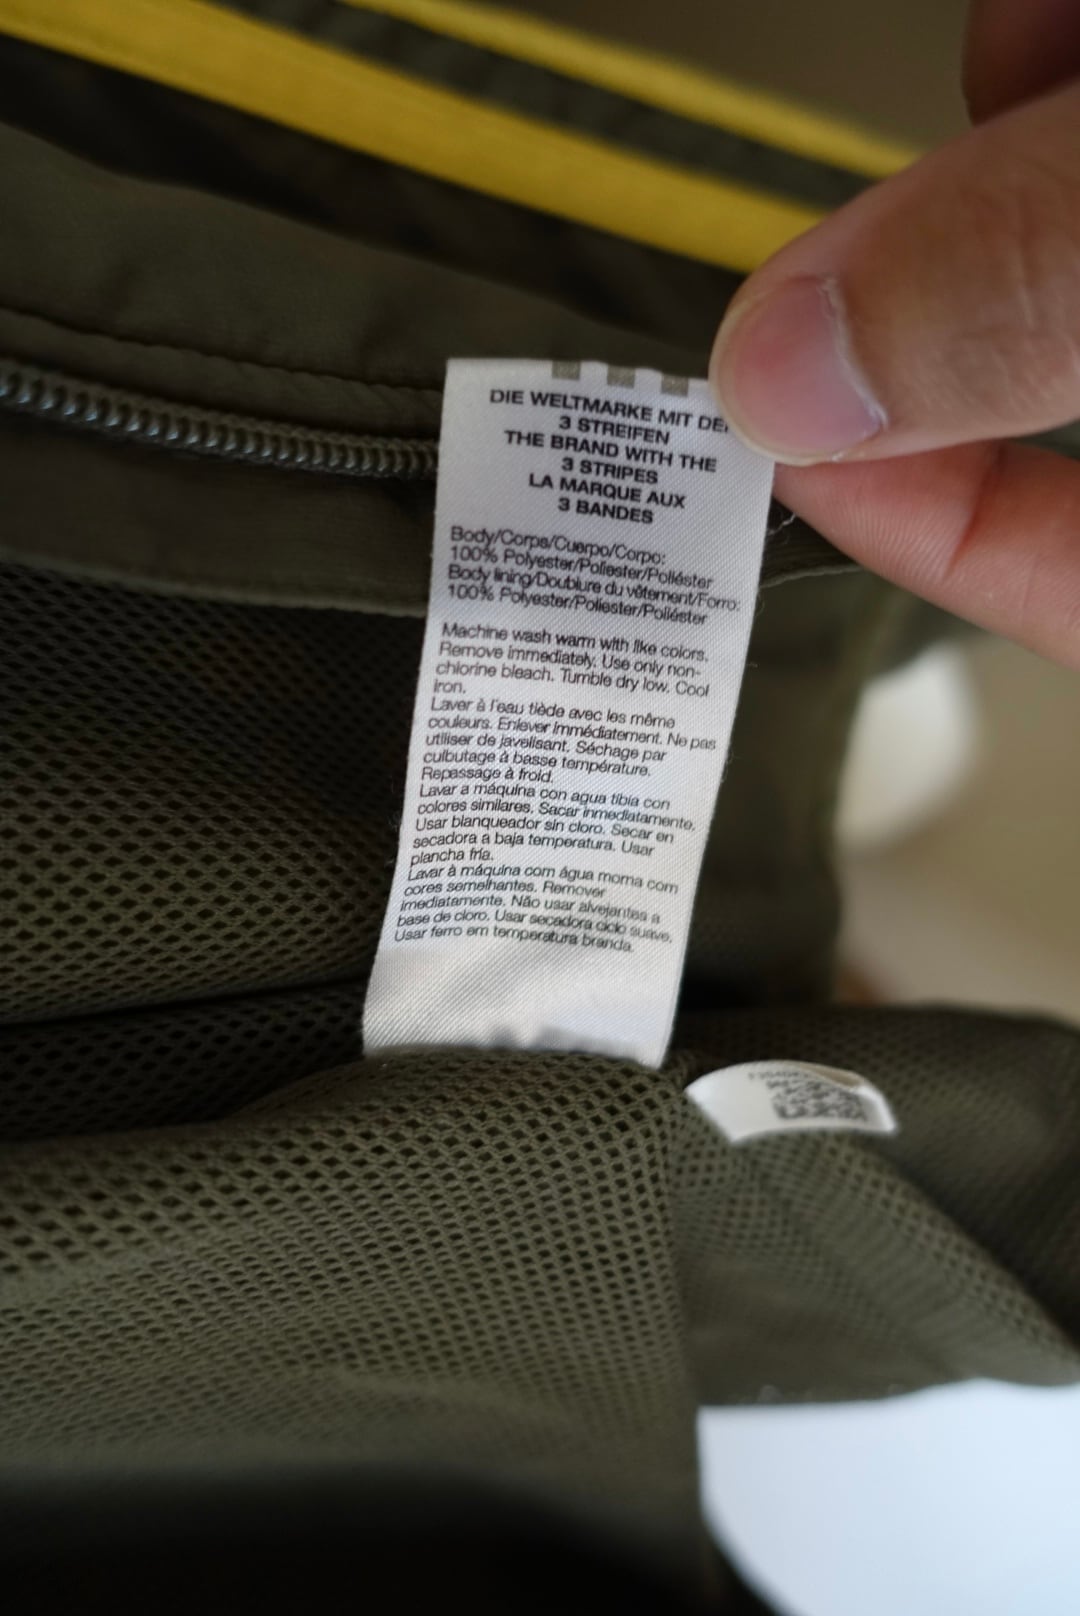 DIE WELTMARKE MIT DE
3 STREIFEN
THE BRAND WITH THE
3 STRIPES
LA MARQUE AUX
3 BANDES
Body/Corps/Cuerpo/Corpo:
100% Polyester/Poliester/Poliéster
Body lining/Doublure du vêtement/Forro:
100% Polyester/Poliester/Poliéster
Machine wash warm with like colors.
Remove immediately. Use only non-
chlorine bleach. Tumble dry low. Cool
iron.
Laver à l'eau tiède avec les même
couleurs. Enlever immédiatement. Ne pas
utiliser de javelisant. Séchage par
culbutage à basse température.
Repassage à froid.
Lavar a máquina con agua tibia con
colores similares. Sacar inmediatamente.
Usar blanqueador sin cloro. Secar en
secadora a baja temperatura. Usar
plancha fría.
Lavar à máquina com água morna com
cores semelhantes. Remover
imediatamente. Não usar alvejantes a
base de cloro. Usar secadora ciclo suave.
Usar ferro em temperatura branda.